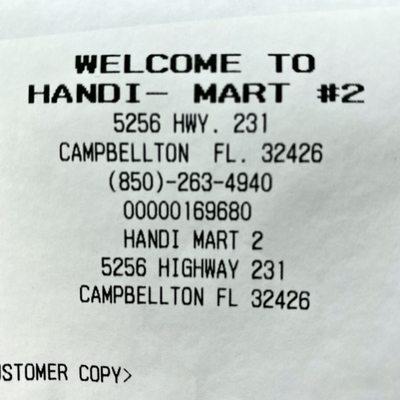 WELCOME TO
HANDI- MART #2
5256 HWY. 231
CAMPBELLTON FL. 32426
(850)-263-4940
00000169680
HANDI MART 2
5256 HIGHWAY 231
CAMPBELLTON FL 32426
USTOMER COPY>